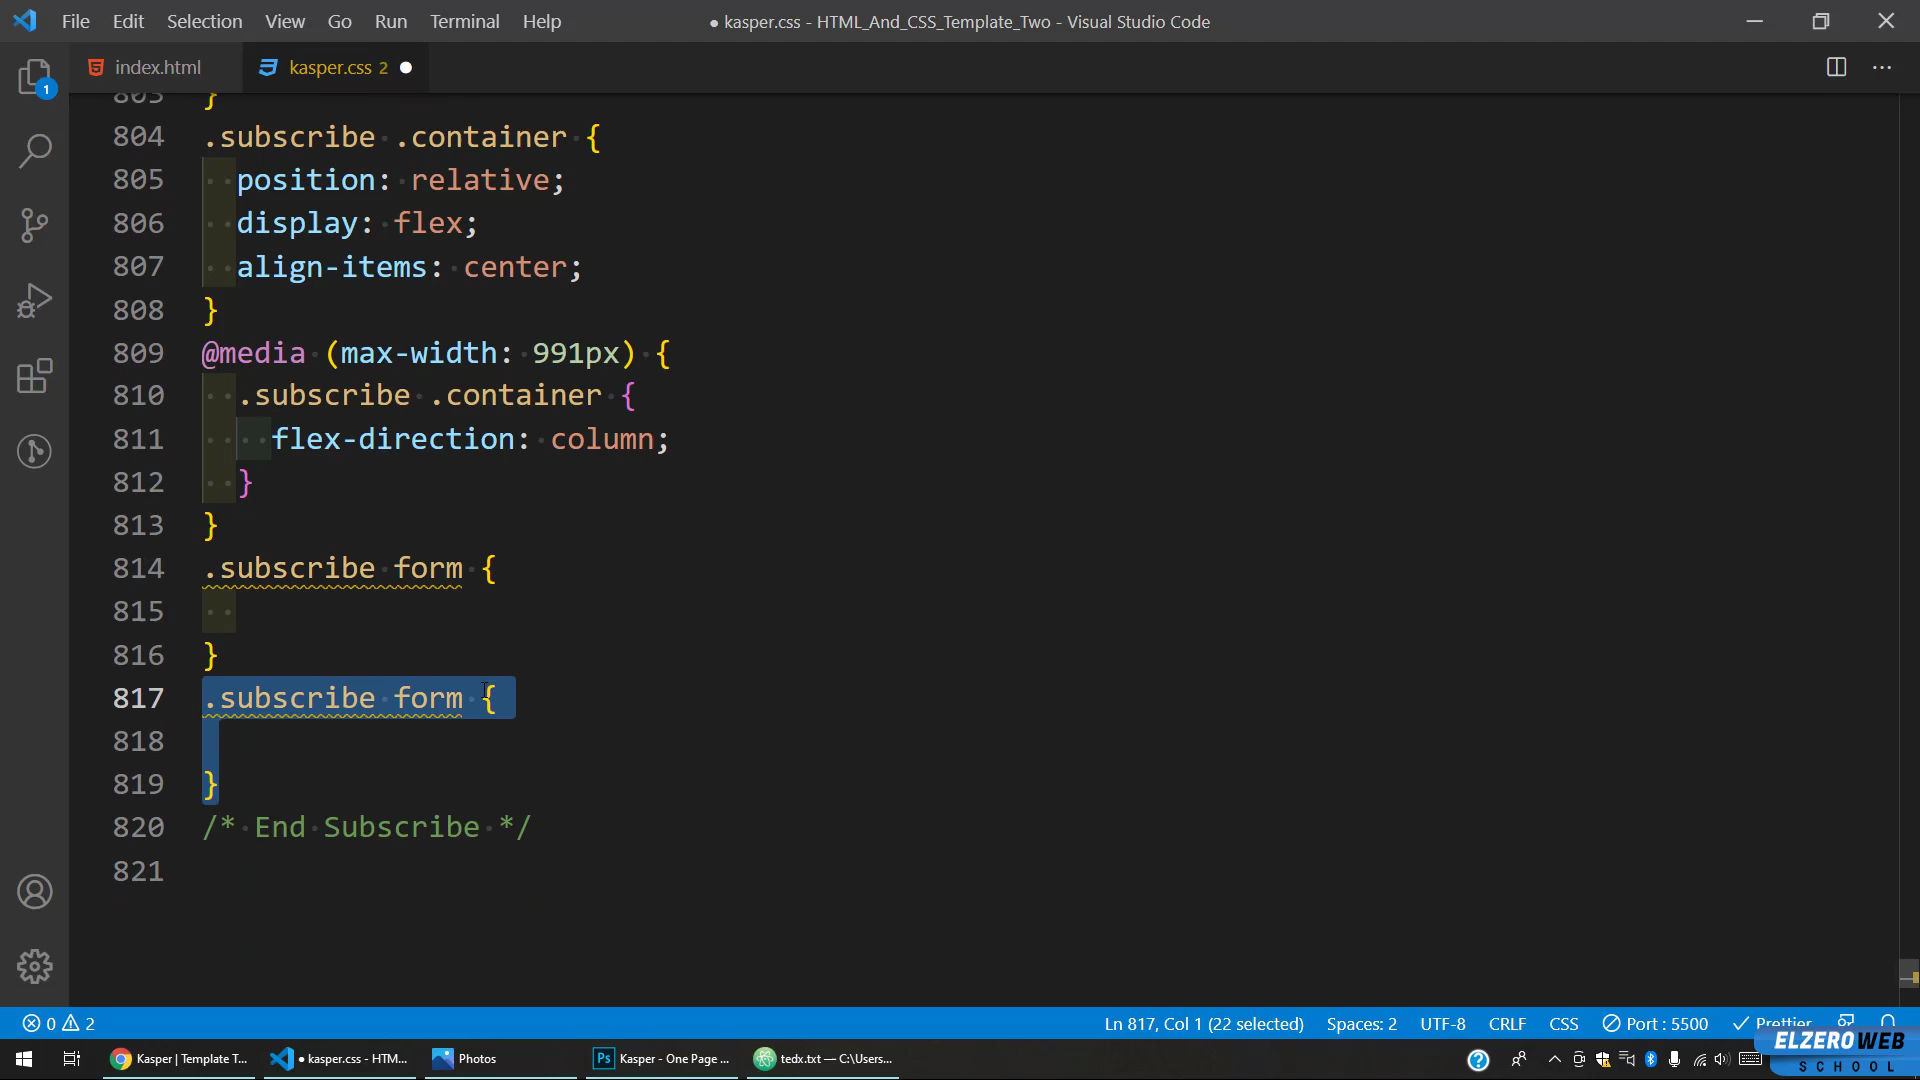 File Edit Selection View Go Run Terminal Help
● kasper.css - HTML_And_CSS_Template_Two - Visual Studio Code
index.html
kasper.css 2
1
803 }
804 .subscribe .container {
805 position: relative;
806 display: flex;
807 align-items: center;
808 }
809 @media (max-width: 991px) {
810 .subscribe .container {
811 flex-direction: column;
812 }
813 }
814 .subscribe form {
815
816 }
817 .subscribe form {
818
819 }
820 /* End Subscribe */
821
0 2
Ln 817, Col 1 (22 selected) Spaces: 2 UTF-8 CRLF CSS Port : 5500 Prettier
ELZEROWEB
SCHOOL
Kasper | Template T...
● kasper.css - HTM...
Photos
Ps Kasper - One Page ...
tedx.txt — C:\Users...